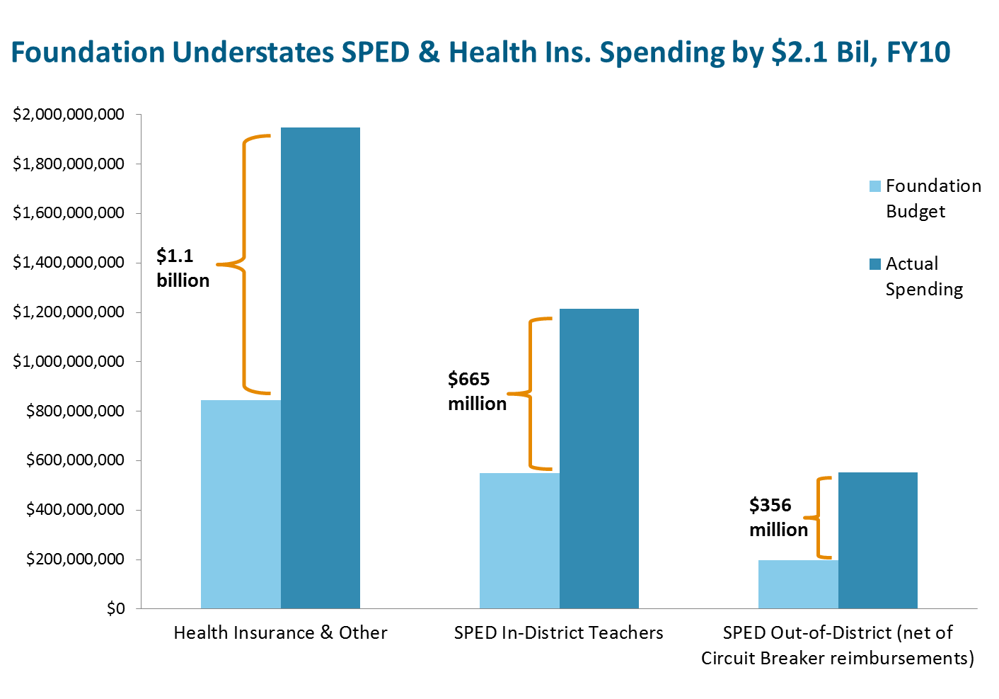 Foundation Understates SPED & Health Ins. Spending by $2.1 Bil, FY10
$2,000,000,000
$1,800,000,000
$1,600,000,000
$1,400,000,000
$1,200,000,000
$1,000,000,000
$800,000,000
$600,000,000
$400,000,000
$200,000,000
$0
$1.1
billion
$665
million
$356
million
Foundation
Budget
Actual
Spending
Health Insurance & Other
SPED In-District Teachers
SPED Out-of-District (net of
Circuit Breaker reimbursements)